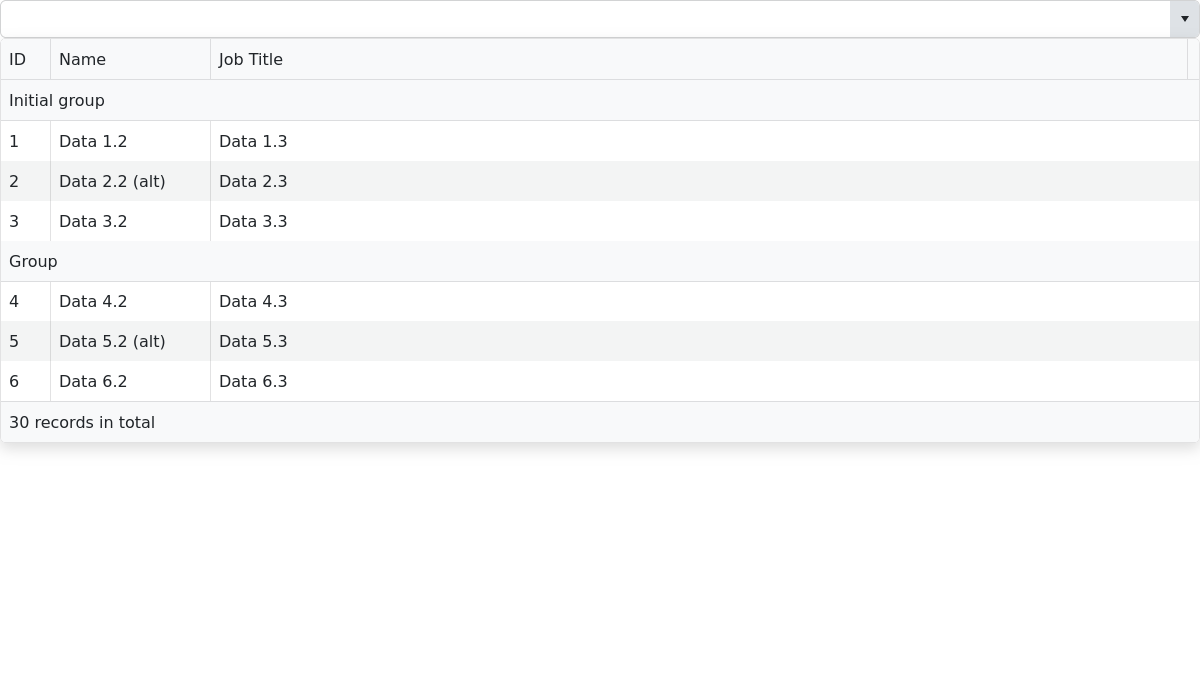 ID Name Job Title
Initial group
1 Data 1.2 Data 1.3
2 Data 2.2 (alt) Data 2.3
3 Data 3.2 Data 3.3
Group
4 Data 4.2 Data 4.3
5 Data 5.2 (alt) Data 5.3
6 Data 6.2 Data 6.3
30 records in total